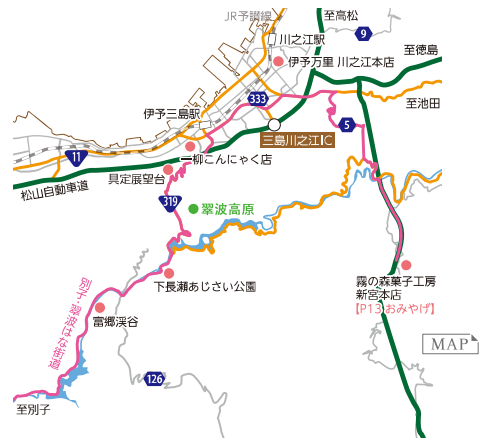 JR予讃線
至高松
川之江駅
9
至徳島
伊予万里 川之江本店
333
至池田
伊予三島駅
5
三島川之江IC
11
一柳こんにゃく店
具定展望台
松山自動車道
319
翠波高原
下長瀬あじさい公園
霧の森菓子工房
新宮本店
【P13 おみやげ】
別子・翠波はな街道
富郷渓谷
MAP
126
至別子